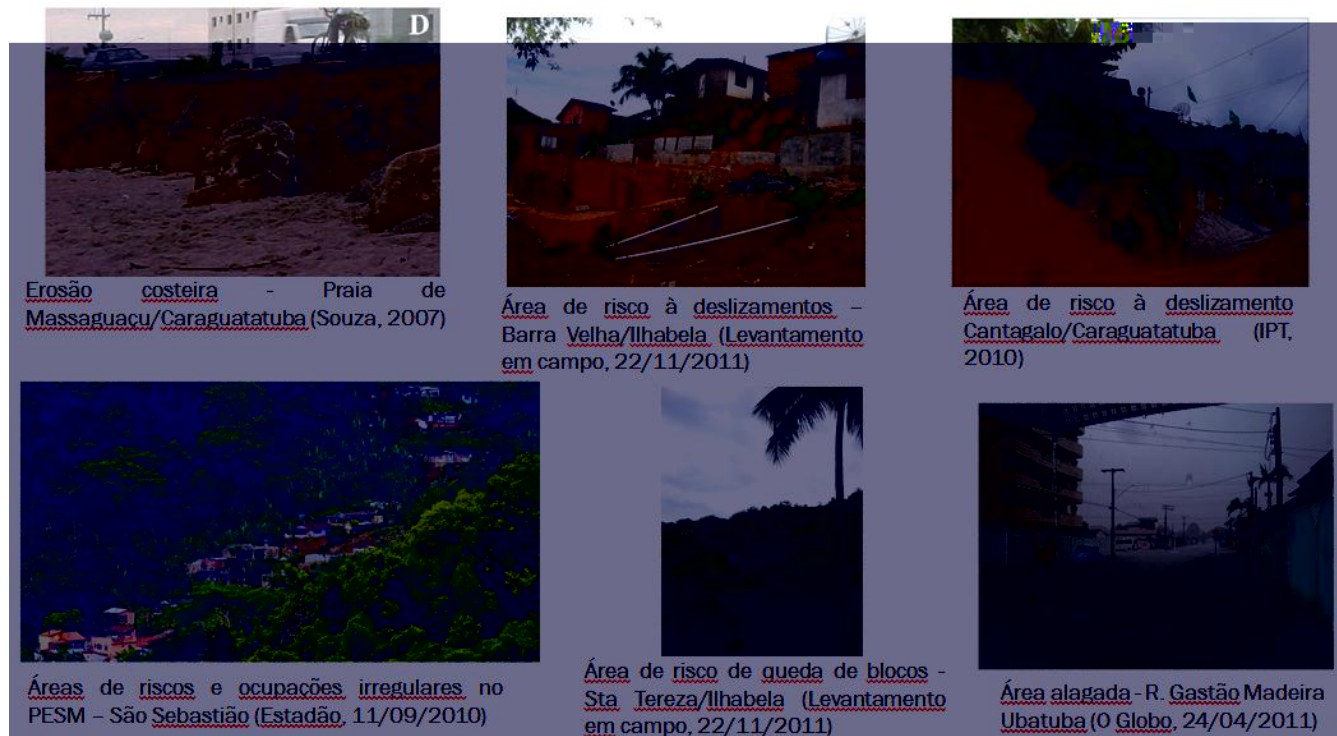 D
Erosão costeira - Praia de
Massaguaçu/Caraguatatuba (Souza, 2007)
Área de risco à deslizamentos –
Barra Velha/Ilhabela (Levantamento
em campo, 22/11/2011)
Área de risco à deslizamento
Cantagalo/Caraguatatuba (IPT,
2010)
Áreas de riscos e ocupações irregulares no
PESM – São Sebastião (Estadão, 11/09/2010)
Área de risco de queda de blocos -
Sta Tereza/Ilhabela (Levantamento
em campo, 22/11/2011)
Área alagada - R. Gastão Madeira
Ubatuba (O Globo, 24/04/2011)